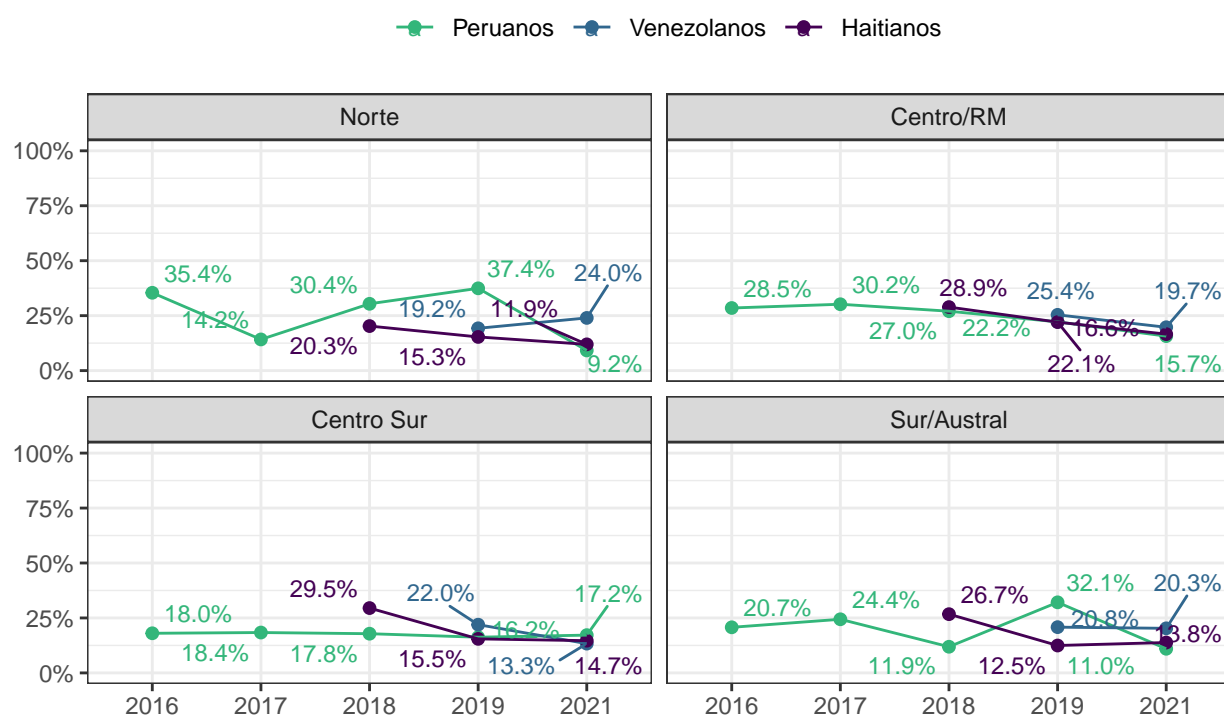 Peruanos Venezolanos Haitianos
Norte Centro/RM
100%
75%
50%
25%
0%
35.4% 14.2% 30.4% 37.4% 9.2%
19.2% 24.0%
20.3% 15.3% 11.9%
28.5% 30.2% 27.0% 22.2% 15.7%
25.4% 19.7%
28.9% 22.1% 16.6%
Centro Sur Sur/Austral
100%
75%
50%
25%
0%
18.0% 18.4% 17.8% 16.2% 17.2%
22.0% 13.3%
29.5% 15.5% 14.7%
20.7% 24.4% 11.9% 32.1% 11.0%
20.8% 20.3%
26.7% 12.5% 13.8%
2016 2017 2018 2019 2021 2016 2017 2018 2019 2021